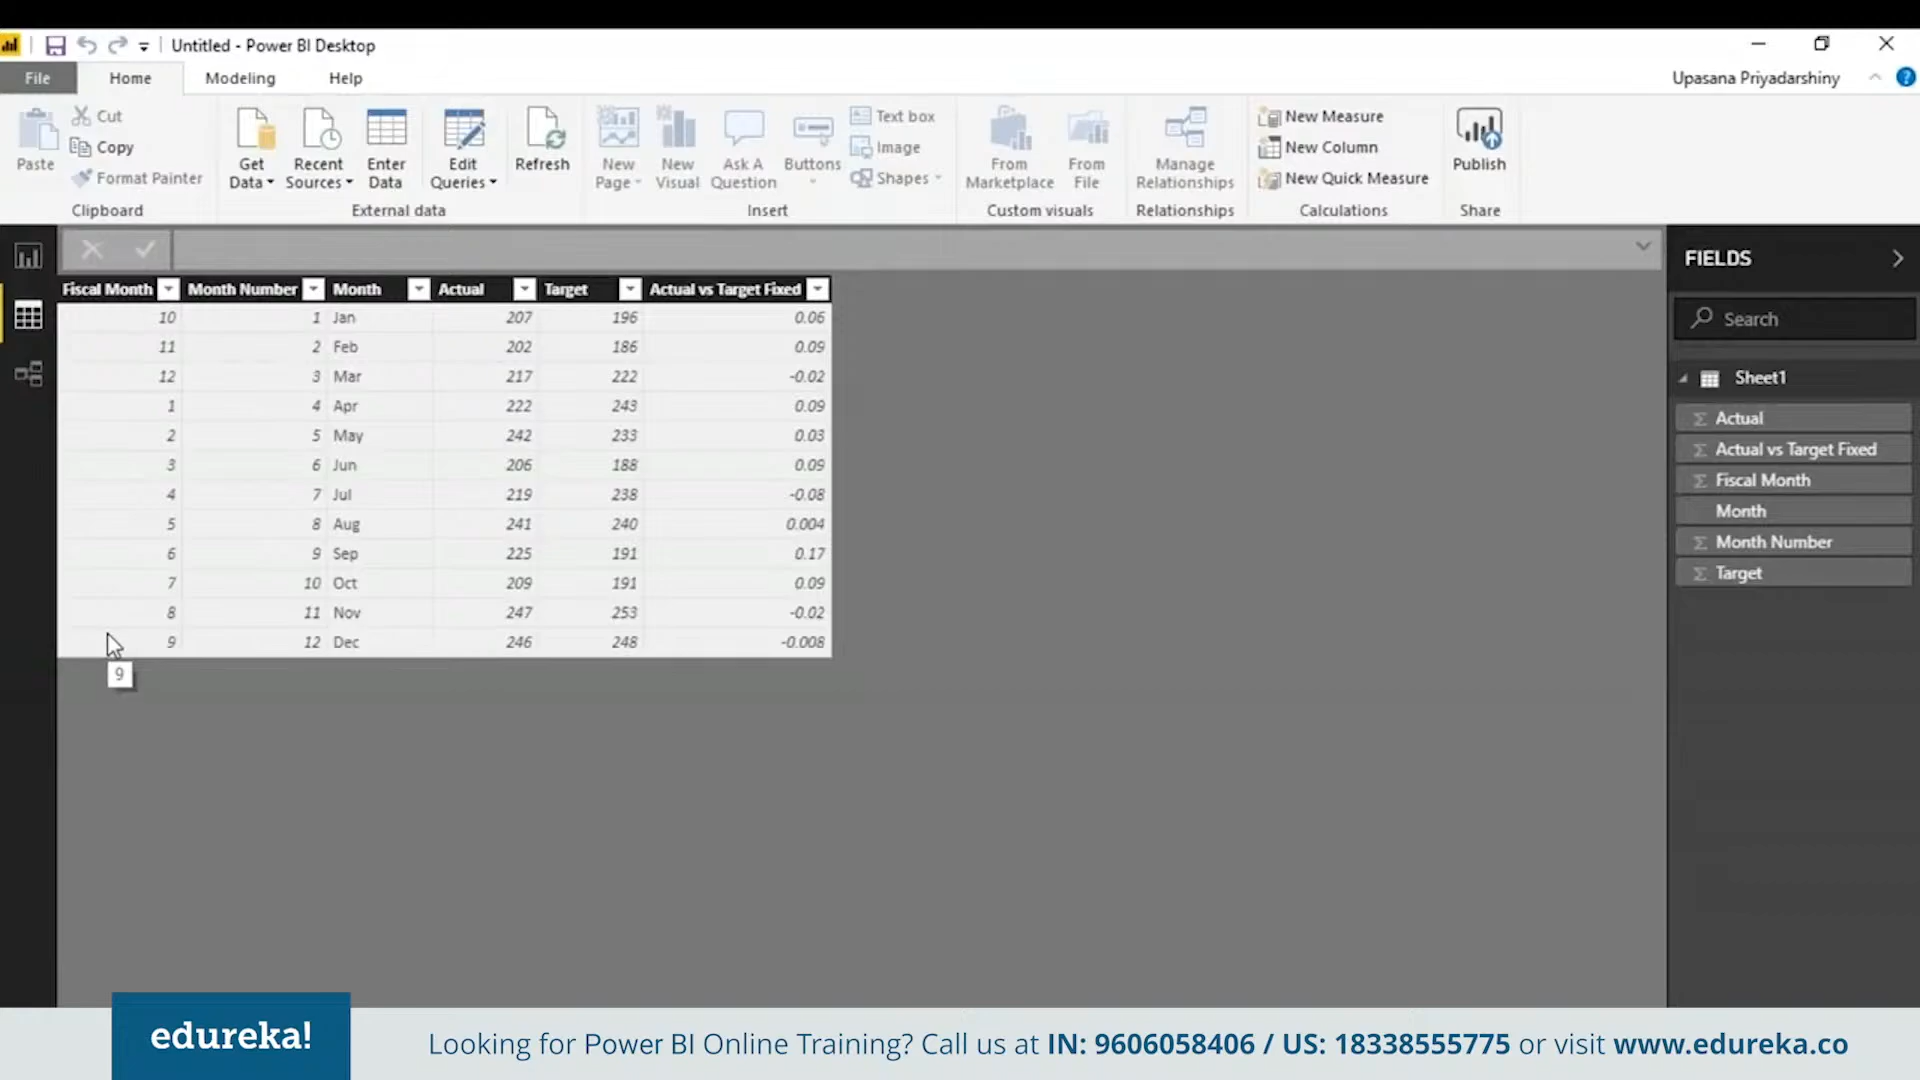 Untitled - Power BI Desktop
File Home Modeling Help Upasana Priyadarshiny
Paste
Cut
Copy
Format Painter
Clipboard
Get Data
Recent Sources
Enter Data
Edit Queries
Refresh
External data
New Page
New Visual
Ask A Question
Buttons
Text box
Image
Shapes
Insert
From Marketplace
From File
Custom visuals
Manage Relationships
Relationships
New Measure
New Column
New Quick Measure
Calculations
Publish
Share
Fiscal Month Month Number Month Actual Target Actual vs Target Fixed
10 1 Jan 207 196 0.06
11 2 Feb 202 186 0.09
12 3 Mar 217 222 -0.02
1 4 Apr 222 243 0.09
2 5 May 242 233 0.03
3 6 Jun 206 188 0.09
4 7 Jul 219 238 -0.08
5 8 Aug 241 240 0.004
6 9 Sep 225 191 0.17
7 10 Oct 209 191 0.09
8 11 Nov 247 253 -0.02
9 12 Dec 246 248 -0.008
9
FIELDS
Search
Sheet1
Actual
Actual vs Target Fixed
Fiscal Month
Month
Month Number
Target
edureka!
Looking for Power BI Online Training? Call us at IN: 9606058406 / US: 18338555775 or visit www.edureka.co